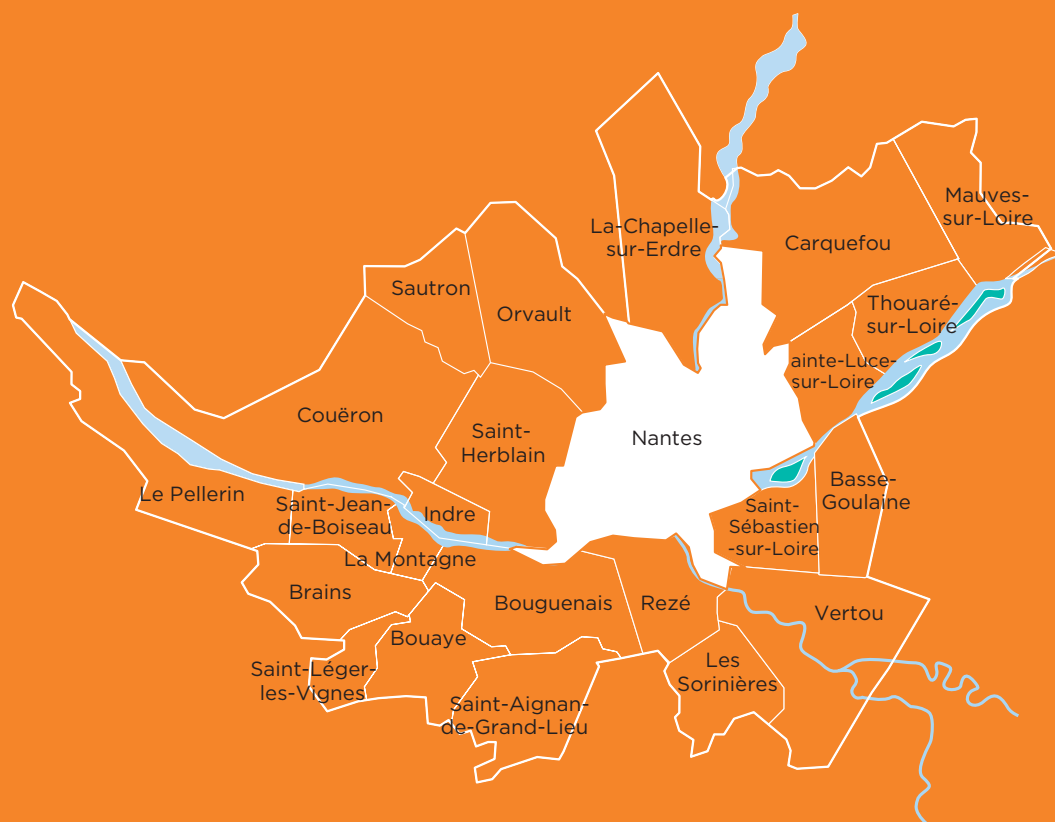 Mauves-
sur-Loire
La-Chapelle-
sur-Erdre
Carquefou
Sautron
Orvault
Thouaré-
sur-Loire
ainte-Luce-
sur-Loire
Couëron
Saint-
Herblain
Nantes
Le Pellerin
Saint-Jean-
de-Boiseau
Indre
Basse-
Goulaine
Saint-
Sébastien
-sur-Loire
La Montagne
Brains
Bouguenais
Rezé
Vertou
Bouaye
Saint-Léger-
les-Vignes
Les
Sorinières
Saint-Aignan-
de-Grand-Lieu